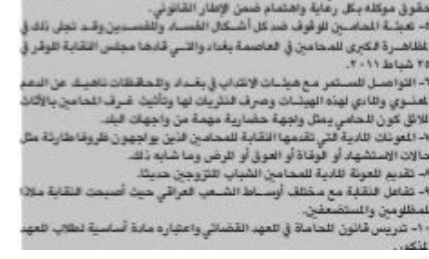 حقوق موكله بكل رعاية واهتمام ضمن الإطار القانوني.
٥- تعبئة المحامين للوقوف ضد كل أشكال الفساد والمفسدين وقد تجلى ذلك في
المظاهرة الكبرى للمحامين في العاصمة بغداد والتي قادها مجلس النقابة الموقر في
٢٥ شباط ٢٠١١.
٦- التواصل المستمر مع هيئات الانتداب في بغداد والمحافظات ناهيك عن الدعم
المعنوي والمادي لهذه الهيئات وصرف النثريات لها وتأثيث غرف المحامين بالأثاث
اللائق كون المحامي يمثل واجهة حضارية مهمة من واجهات البلد.
٧- المعونات المادية التي تقدمها النقابة للمحامين الذين يواجهون ظروفا طارئة مثل
حالات الاستشهاد أو الوفاة أو العوق أو المرض وما شابه ذلك.
٨- تقديم المعونة المادية للمحامين الشباب المتزوجين حديثا.
٩- تفاعل النقابة مع مختلف أوساط الشعب العراقي حيث أصبحت النقابة ملاذا
للمظلومين والمستضعفين.
١٠- تدريس قانون المحاماة في المعهد القضائي واعتباره مادة أساسية لطلاب المعهد
المذكور.